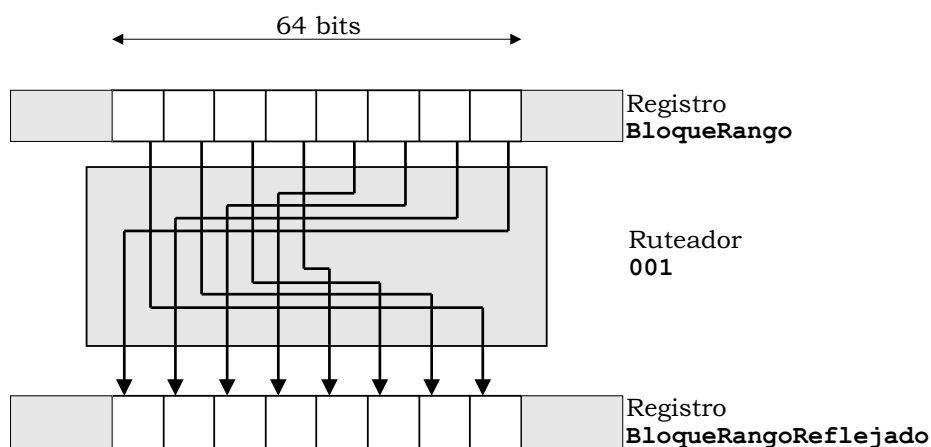 64 bits
Registro
BloqueRango
Ruteador
001
Registro
BloqueRangoReflejado